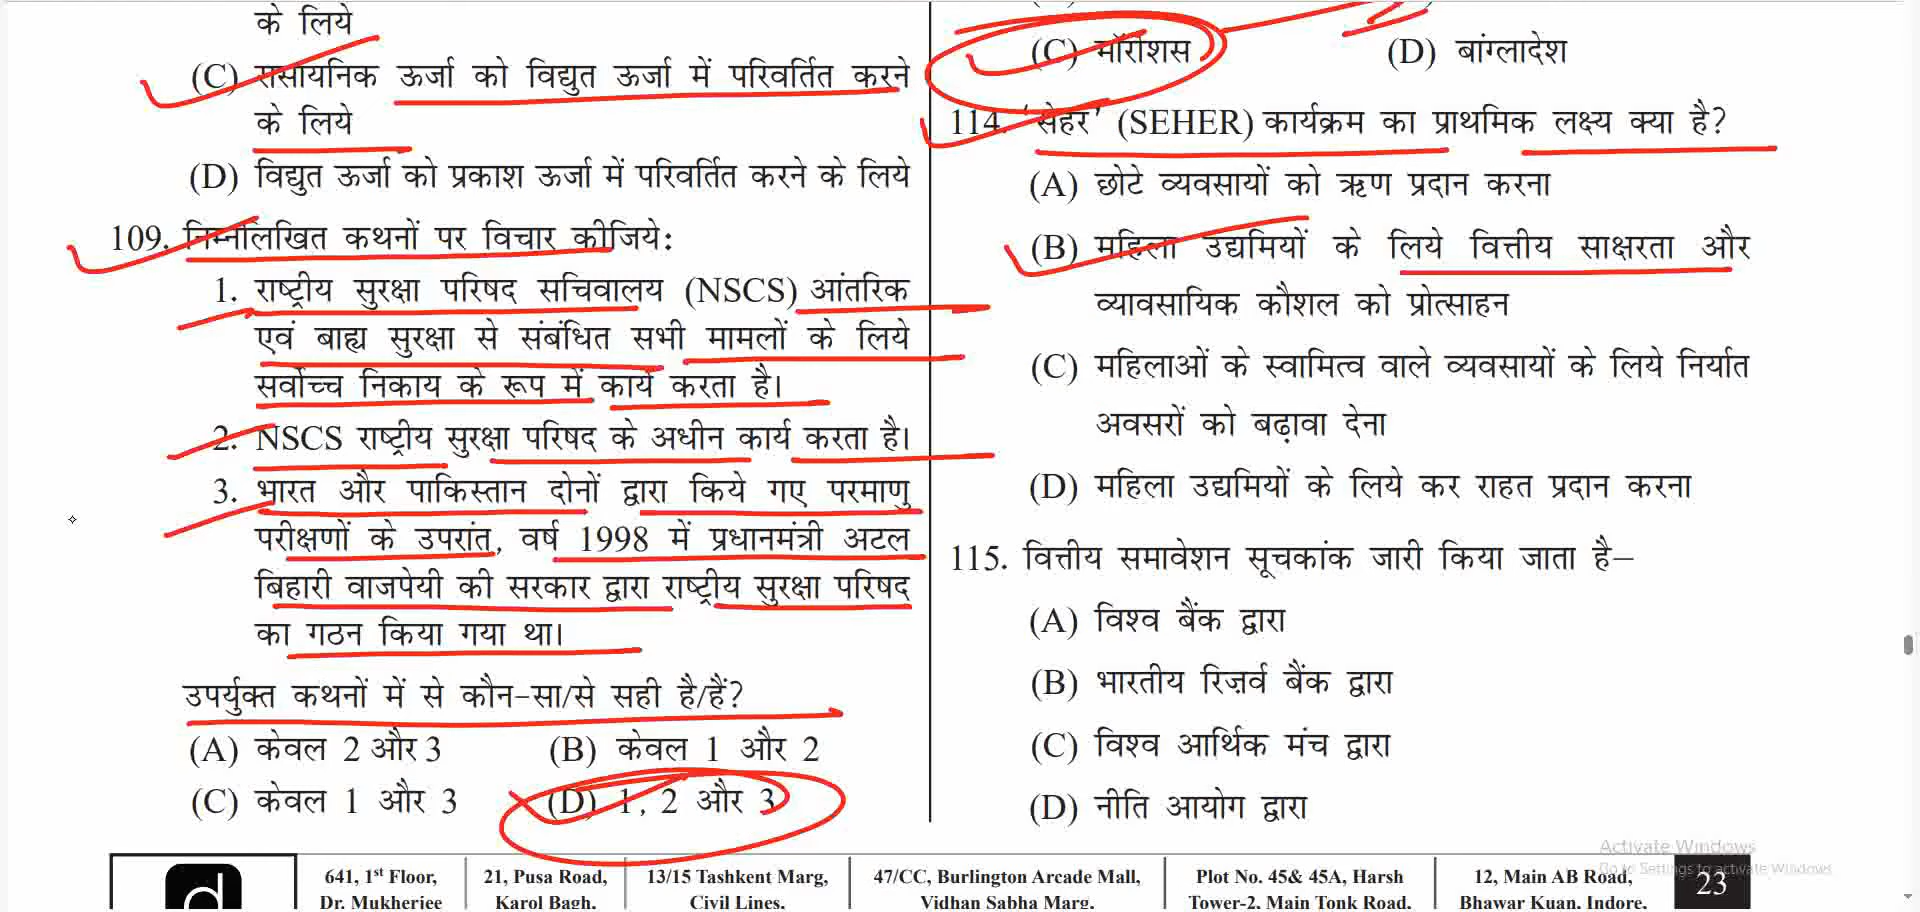 के लिये
(C) रासायनिक ऊर्जा को विद्युत ऊर्जा में परिवर्तित करने
के लिये
(D) विद्युत ऊर्जा को प्रकाश ऊर्जा में परिवर्तित करने के लिये
109. निम्नलिखित कथनों पर विचार कीजिये:
1. राष्ट्रीय सुरक्षा परिषद सचिवालय (NSCS) आंतरिक
एवं बाह्य सुरक्षा से संबंधित सभी मामलों के लिये
सर्वोच्च निकाय के रूप में कार्य करता है।
2. NSCS राष्ट्रीय सुरक्षा परिषद के अधीन कार्य करता है।
3. भारत और पाकिस्तान दोनों द्वारा किये गए परमाणु
परीक्षणों के उपरांत, वर्ष 1998 में प्रधानमंत्री अटल
बिहारी वाजपेयी की सरकार द्वारा राष्ट्रीय सुरक्षा परिषद
का गठन किया गया था।
उपर्युक्त कथनों में से कौन-सा/से सही है/हैं?
(A) केवल 2 और 3 (B) केवल 1 और 2
(C) केवल 1 और 3 (D) 1, 2 और 3
(C) मॉरीशस (D) बांग्लादेश
114. 'सेहर' (SEHER) कार्यक्रम का प्राथमिक लक्ष्य क्या है?
(A) छोटे व्यवसायों को ऋण प्रदान करना
(B) महिला उद्यमियों के लिये वित्तीय साक्षरता और
व्यावसायिक कौशल को प्रोत्साहन
(C) महिलाओं के स्वामित्व वाले व्यवसायों के लिये निर्यात
अवसरों को बढ़ावा देना
(D) महिला उद्यमियों के लिये कर राहत प्रदान करना
115. वित्तीय समावेशन सूचकांक जारी किया जाता है–
(A) विश्व बैंक द्वारा
(B) भारतीय रिज़र्व बैंक द्वारा
(C) विश्व आर्थिक मंच द्वारा
(D) नीति आयोग द्वारा
Activate Windows
Go to Settings to activate Windows
d
641, 1st Floor,
Dr. Mukherjee
21, Pusa Road,
Karol Bagh,
13/15 Tashkent Marg,
Civil Lines,
47/CC, Burlington Arcade Mall,
Vidhan Sabha Marg,
Plot No. 45& 45A, Harsh
Tower-2, Main Tonk Road,
12, Main AB Road,
Bhawar Kuan, Indore,
23